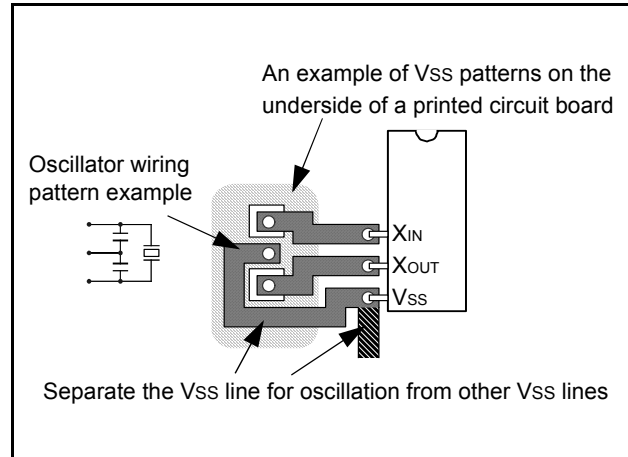 An example of VSS patterns on the
underside of a printed circuit board
Oscillator wiring
pattern example
XIN
XOUT
VSS
Separate the VSS line for oscillation from other VSS lines